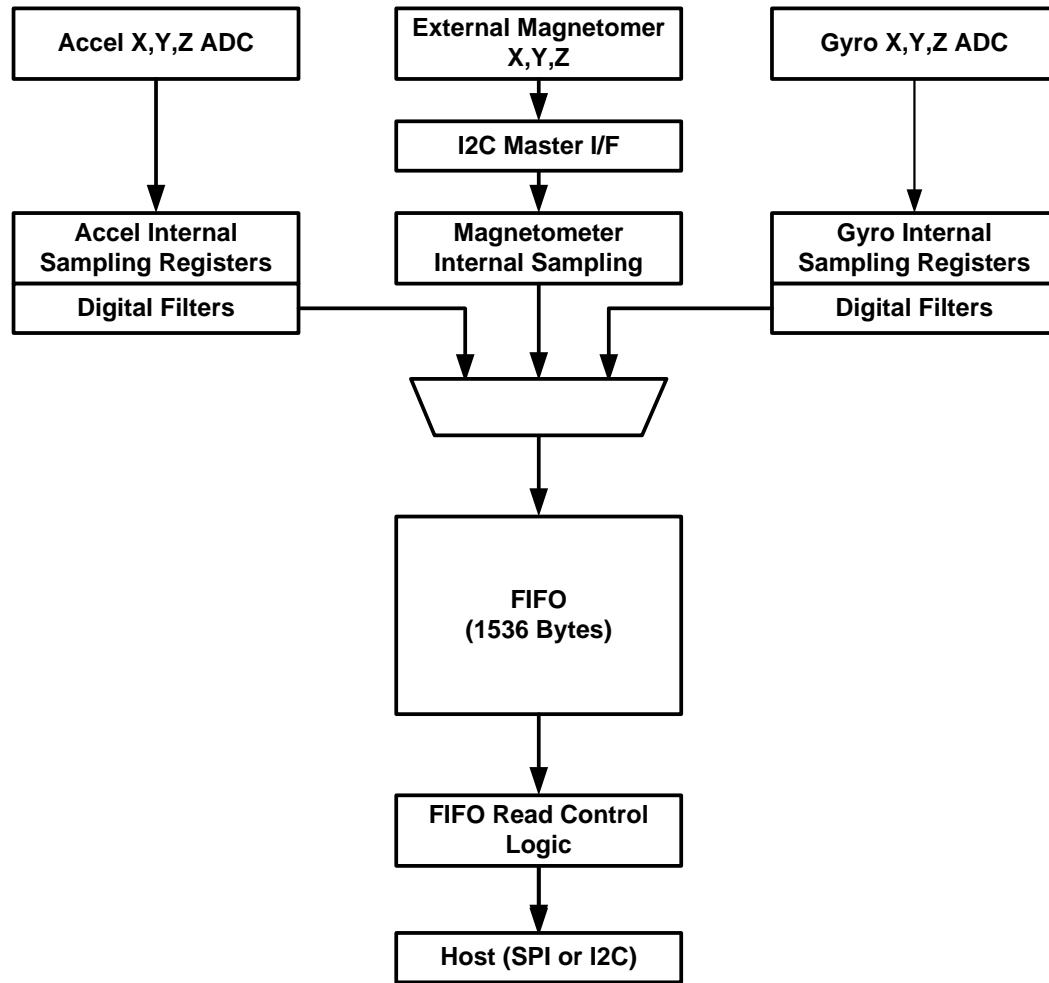 Accel X,Y,Z ADC
External Magnetomer
X,Y,Z
Gyro X,Y,Z ADC
I2C Master I/F
Accel Internal
Sampling Registers
Digital Filters
Magnetometer
Internal Sampling
Gyro Internal
Sampling Registers
Digital Filters
FIFO
(1536 Bytes)
FIFO Read Control
Logic
Host (SPI or I2C)